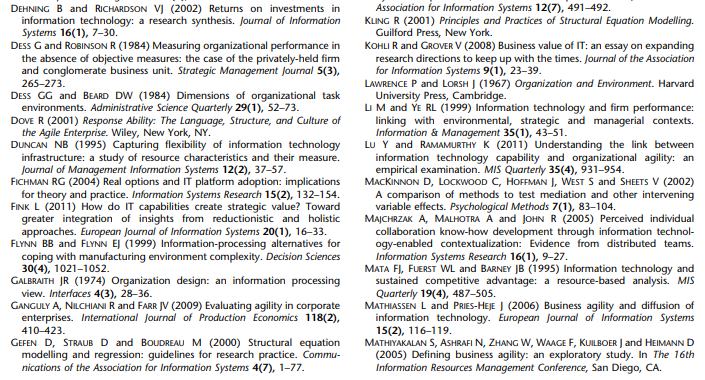 DEHNING B and RICHARDSON VJ (2002) Returns on investments in
information technology: a research synthesis. Journal of Information
Systems 16(1), 7–30.
DESS G and ROBINSON R (1984) Measuring organizational performance in
the absence of objective measures: the case of the privately-held firm
and conglomerate business unit. Strategic Management Journal 5(3),
265–273.
DESS GG and BEARD DW (1984) Dimensions of organizational task
environments. Administrative Science Quarterly 29(1), 52–73.
DOVE R (2001) Response Ability: The Language, Structure, and Culture of
the Agile Enterprise. Wiley, New York, NY.
DUNCAN NB (1995) Capturing flexibility of information technology
infrastructure: a study of resource characteristics and their measure.
Journal of Management Information Systems 12(2), 37–57.
FICHMAN RG (2004) Real options and IT platform adoption: implications
for theory and practice. Information Systems Research 15(2), 132–154.
FINK L (2011) How do IT capabilities create strategic value? Toward
greater integration of insights from reductionistic and holistic
approaches. European Journal of Information Systems 20(1), 16–33.
FLYNN BB and FLYNN EJ (1999) Information-processing alternatives for
coping with manufacturing environment complexity. Decision Sciences
30(4), 1021–1052.
GALBRAITH JR (1974) Organization design: an information processing
view. Interfaces 4(3), 28–36.
GANGULY A, NILCHIANI R and FARR JV (2009) Evaluating agility in corporate
enterprises. International Journal of Production Economics 118(2),
410–423.
GEFEN D, STRAUB D and BOUDREAU M (2000) Structural equation
modelling and regression: guidelines for research practice. Commu-
nications of the Association for Information Systems 4(7), 1–77.
Association for Information Systems 12(7), 491–492.
KLING R (2001) Principles and Practices of Structural Equation Modelling.
Guilford Press, New York.
KOHLI R and GROVER V (2008) Business value of IT: an essay on expanding
research directions to keep up with the times. Journal of the Association
for Information Systems 9(1), 23–39.
LAWRENCE P and LORSH J (1967) Organization and Environment. Harvard
University Press, Cambridge.
LI M and YE RL (1999) Information technology and firm performance:
linking with environmental, strategic and managerial contexts.
Information & Management 35(1), 43–51.
LU Y and RAMAMURTHY K (2011) Understanding the link between
information technology capability and organizational agility: an
empirical examination. MIS Quarterly 35(4), 931–954.
MACKINNON D, LOCKWOOD C, HOFFMAN J, WEST S and SHEETS V (2002)
A comparison of methods to test mediation and other intervening
variable effects. Psychological Methods 7(1), 83–104.
MAJCHRZAK A, MALHOTRA A and JOHN R (2005) Perceived individual
collaboration know-how development through information technol-
ogy-enabled contextualization: Evidence from distributed teams.
Information Systems Research 16(1), 9–27.
MATA FJ, FUERST WL and BARNEY JB (1995) Information technology and
sustained competitive advantage: a resource-based analysis. MIS
Quarterly 19(4), 487–505.
MATHIASSEN L and PRIES-HEJE J (2006) Business agility and diffusion of
information technology. European Journal of Information Systems
15(2), 116–119.
MATHIYAKALAN S, ASHRAFI N, ZHANG W, WAAGE F, KUILBOER J and HEIMANN D
(2005) Defining business agility: an exploratory study. In The 16th
Information Resources Management Conference, San Diego, CA.